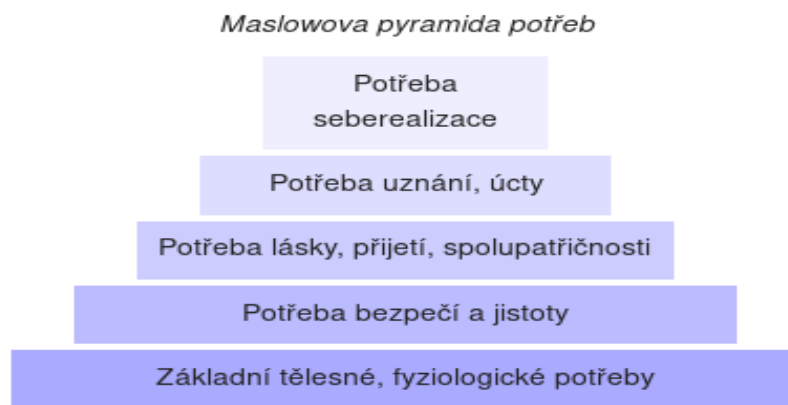 Maslowova pyramida potřeb
Potřeba
seberealizace
Potřeba uznání, úcty
Potřeba lásky, přijetí, spolupatřičnosti
Potřeba bezpečí a jistoty
Základní tělesné, fyziologické potřeby